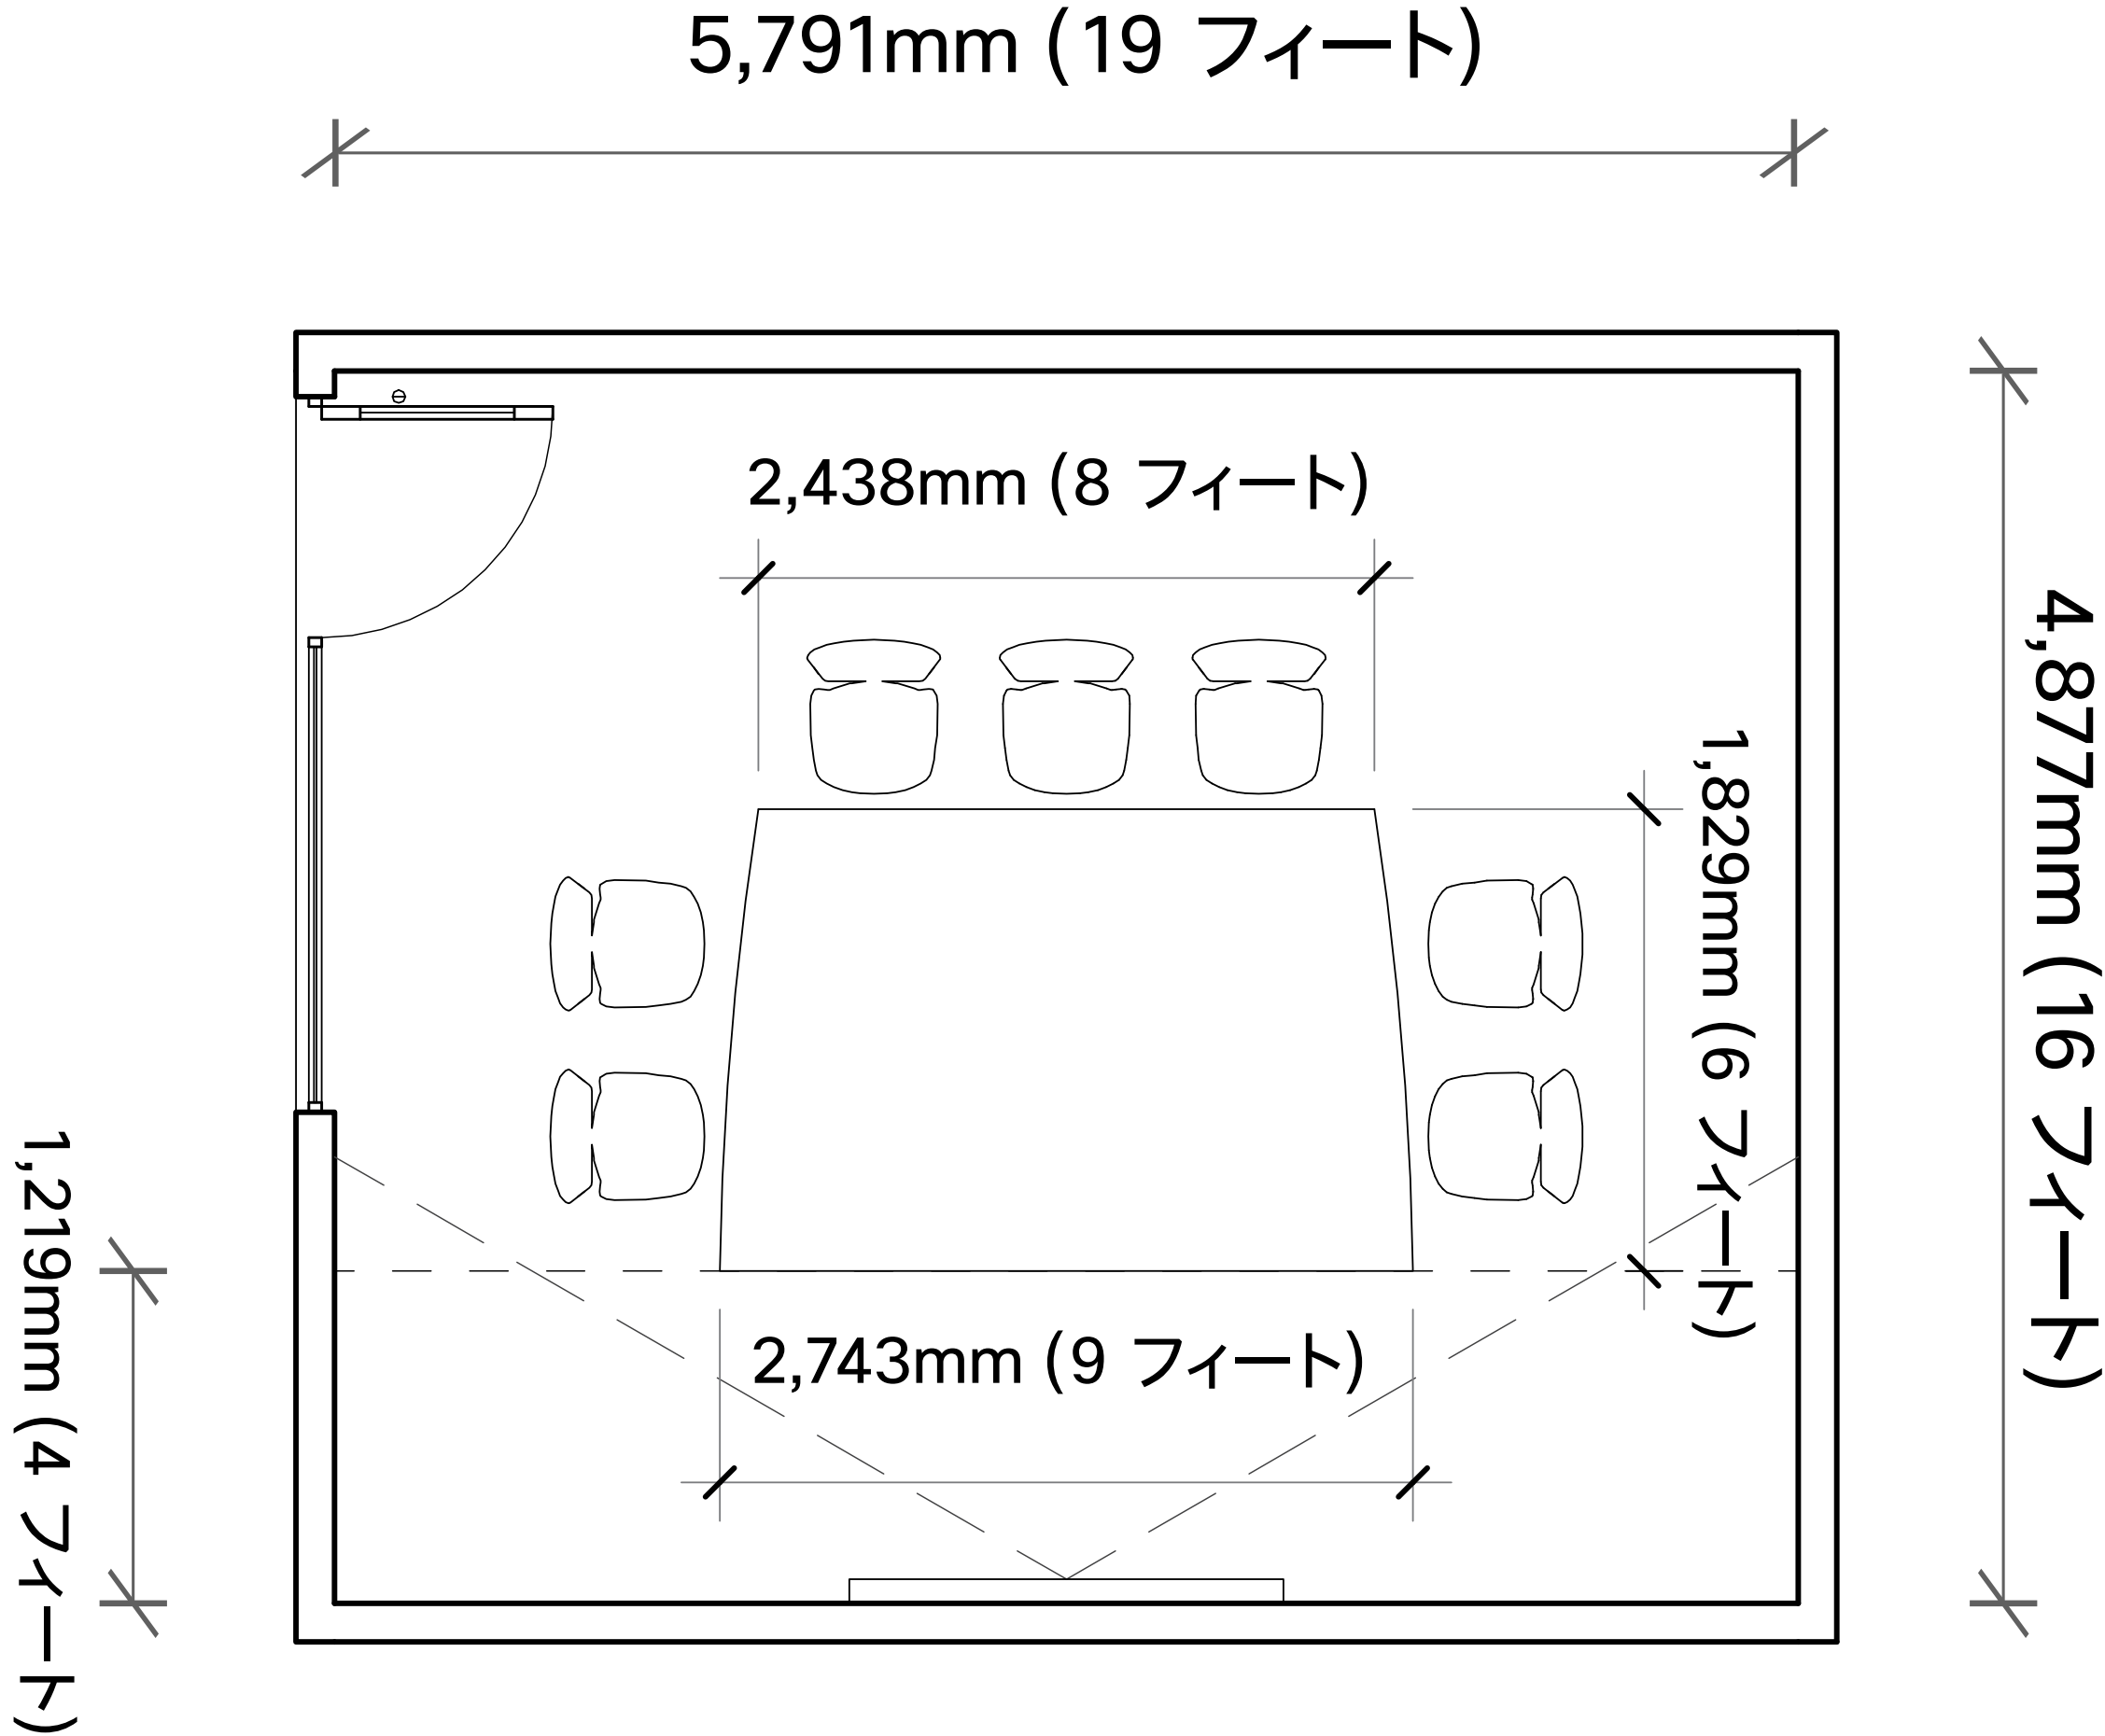 5,791mm (19 フィート)
2,438mm (8 フィート)
4,877mm (16 フィート)
1,829mm (6 フィート)
1,219mm (4 フィート)
2,743mm (9 フィート)